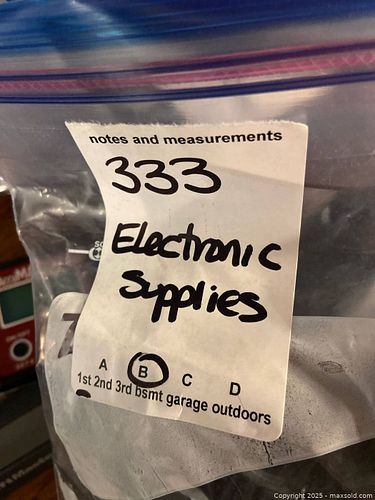 notes and measurements
333
Electronic
Supplies
A B C D
1st 2nd 3rd bsmt garage outdoors
Copyright 2025 - maxsold.com